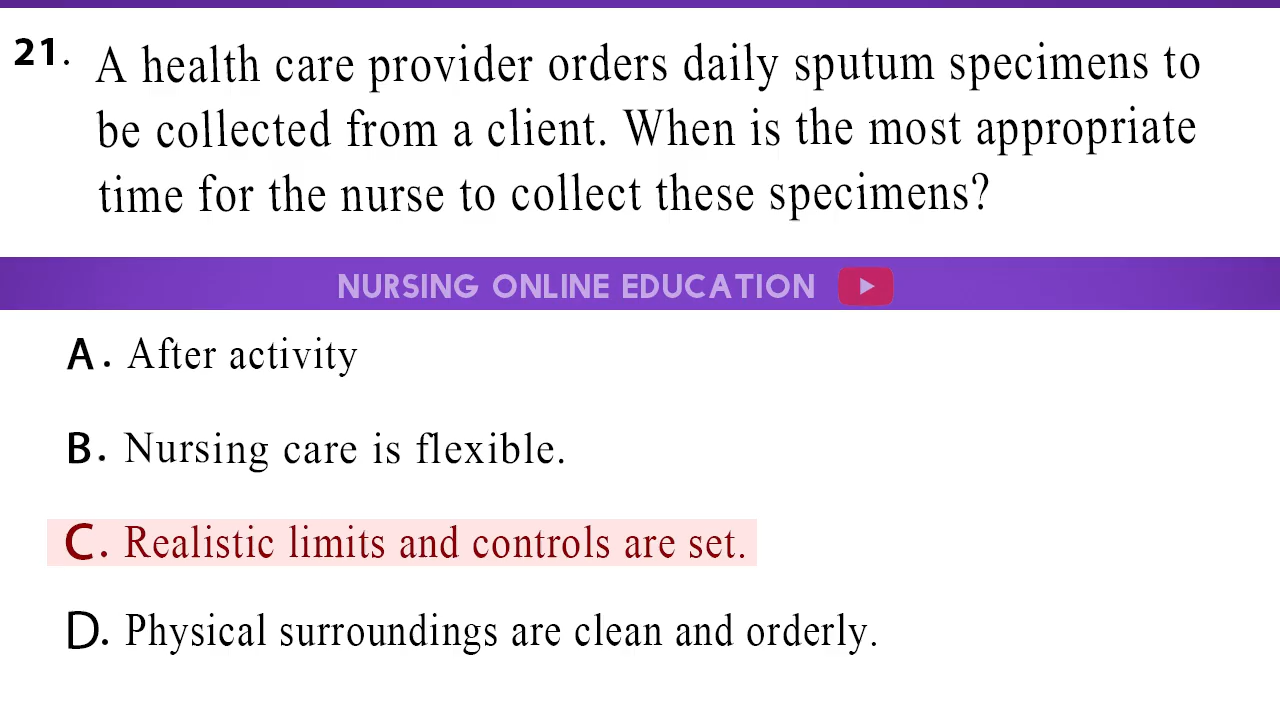 21. A health care provider orders daily sputum specimens to
be collected from a client. When is the most appropriate
time for the nurse to collect these specimens?
NURSING ONLINE EDUCATION
A. After activity
B. Nursing care is flexible.
C. Realistic limits and controls are set.
D. Physical surroundings are clean and orderly.